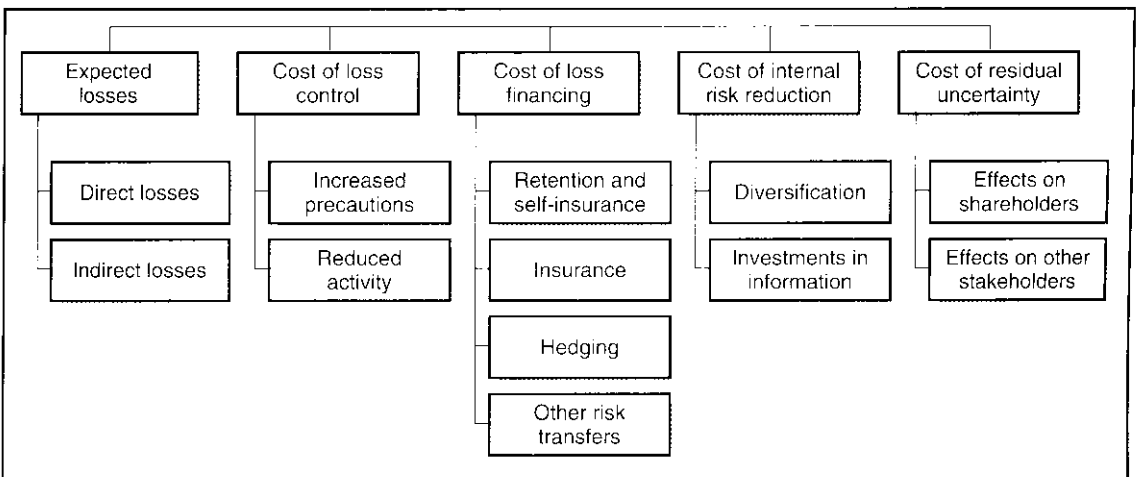 Expected
losses
Cost of loss
control
Cost of loss
financing
Cost of internal
risk reduction
Cost of residual
uncertainty
Direct losses
Indirect losses
Increased
precautions
Reduced
activity
Retention and
self-insurance
Insurance
Hedging
Other risk
transfers
Diversification
Investments in
information
Effects on
shareholders
Effects on other
stakeholders